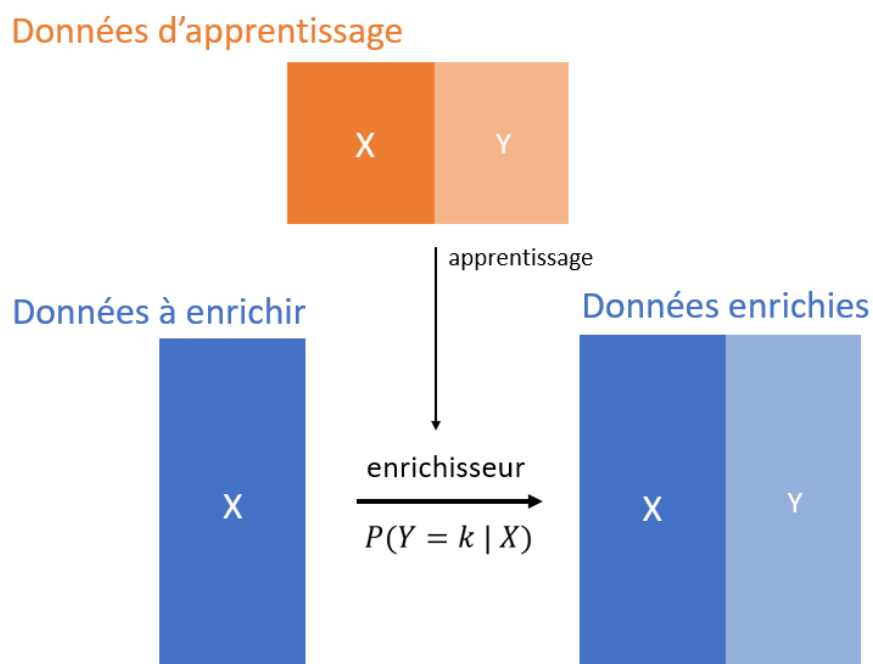 Données d'apprentissage
X
Y
apprentissage
Données à enrichir
Données enrichies
X
enrichisseur
P(Y = k | X)
X
Y